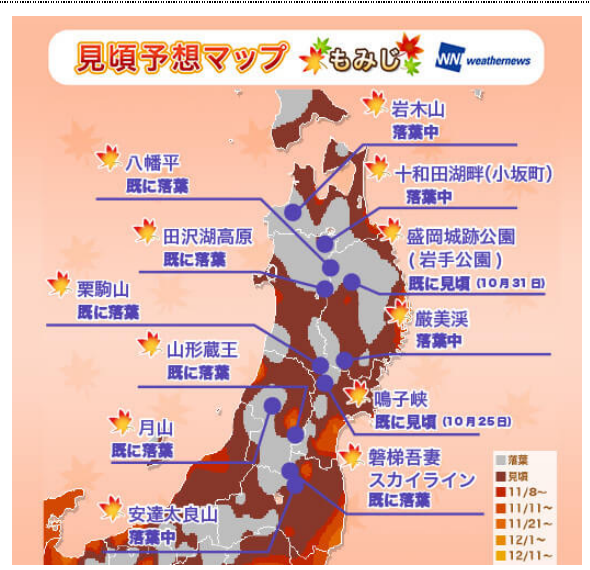 見頃予想マップ もみじ WN weathernews
岩木山
落葉中
八幡平
既に落葉
十和田湖畔(小坂町)
落葉中
田沢湖高原
既に落葉
盛岡城跡公園
(岩手公園)
既に見頃 (10月31日)
栗駒山
既に落葉
厳美渓
落葉中
山形蔵王
既に落葉
鳴子峡
既に見頃 (10月25日)
月山
既に落葉
磐梯吾妻
スカイライン
既に落葉
安達太良山
落葉中
落葉
見頃
11/8~
11/11~
11/21~
12/1~
12/11~